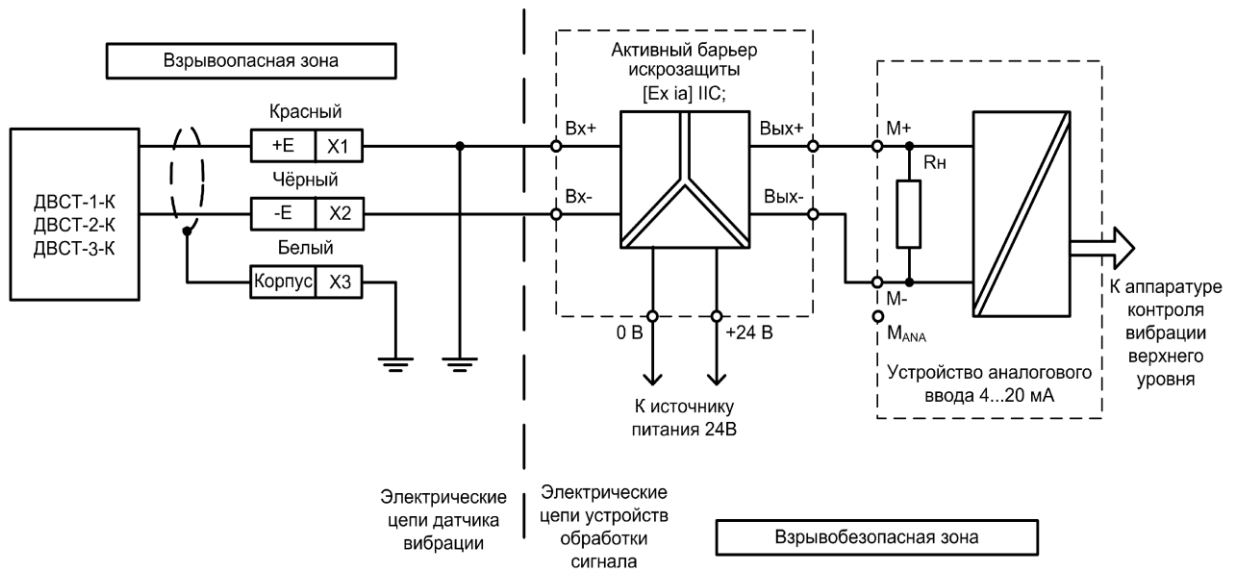 Взрывоопасная зона
Активный барьер
искрозащиты
[Ex ia] IIC;
ДВСТ-1-К
ДВСТ-2-К
ДВСТ-3-К
Красный
+E X1
Чёрный
-E X2
Белый
Корпус X3
Вх+
Вх-
Вых+
Вых-
0 В
+24 В
К источнику
питания 24В
M+
Rн
M-
MANA
Устройство аналогового
ввода 4...20 мА
К аппаратуре
контроля
вибрации
верхнего
уровня
Электрические
цепи датчика
вибрации
Электрические
цепи устройств
обработки
сигнала
Взрывобезопасная зона